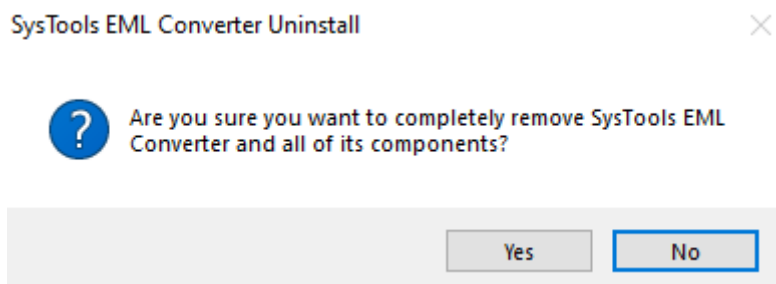 SysTools EML Converter Uninstall
?
Are you sure you want to completely remove SysTools EML
Converter and all of its components?
Yes No